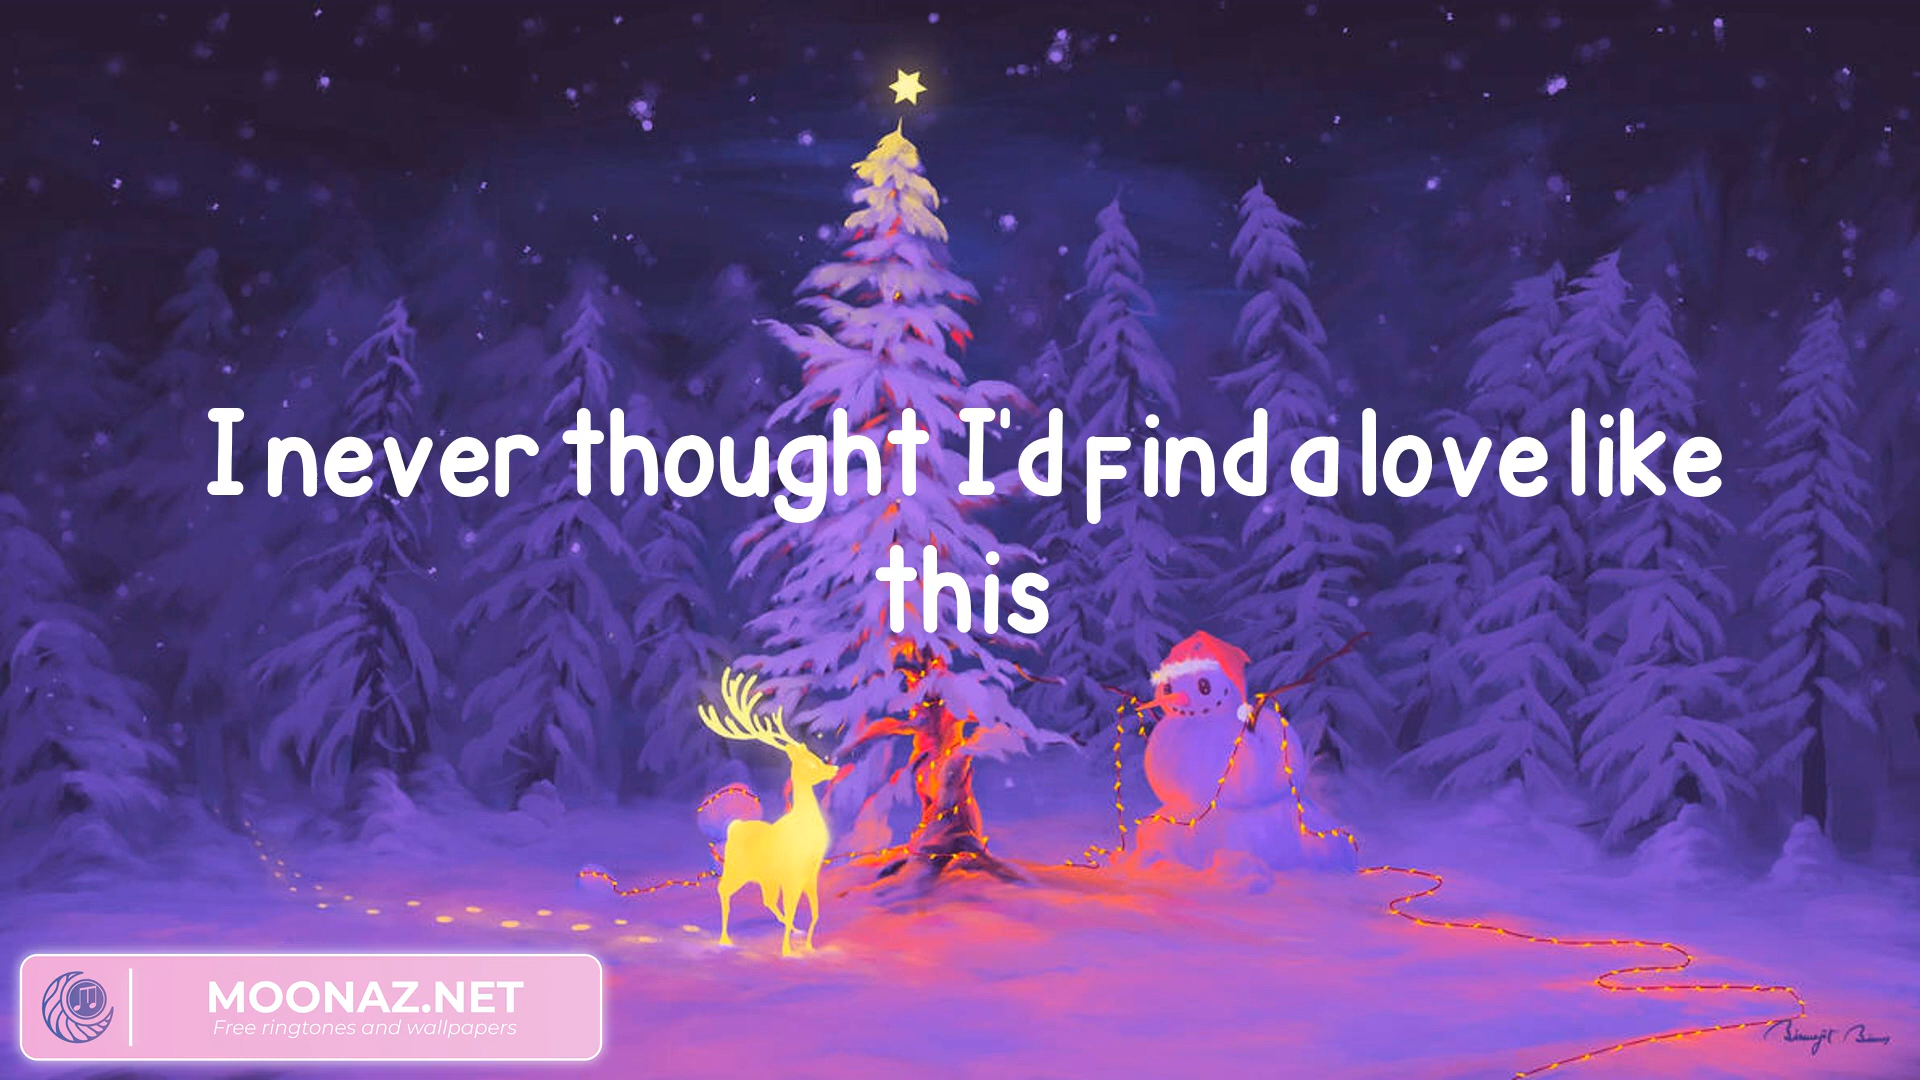 I never thought I'd find a love like
this
MOONAZ.NET
Free ringtones and wallpapers